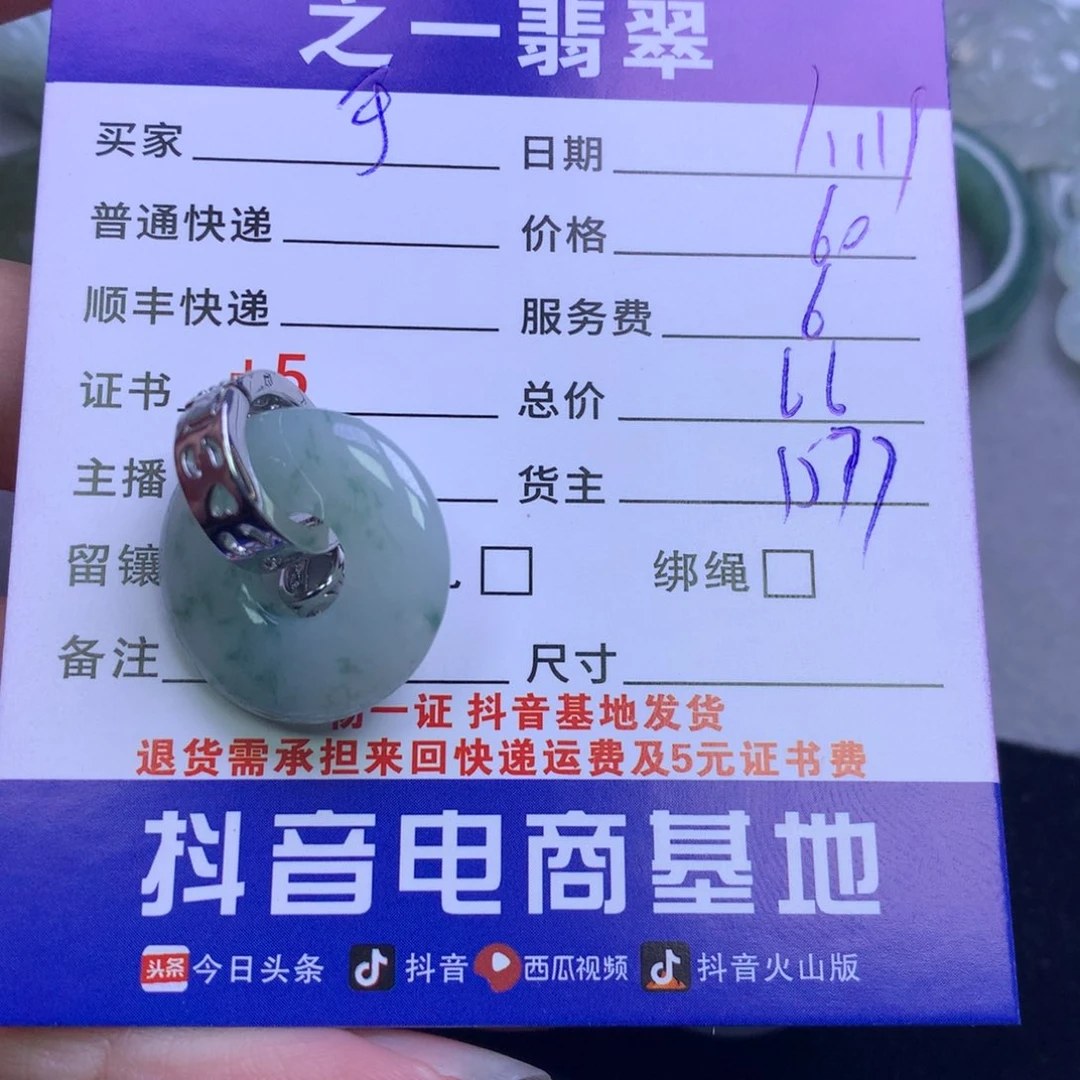 之一翡翠
买家 日期
普通快递 价格 60
顺丰快递 服务费 6
证书 +5 总价 66
主播 货主 1577
留镶 绑绳
备注 尺寸
一证 抖音基地发货
退货需承担来回快递运费及5元证书费
抖音电商基地
头条 今日头条 抖音 西瓜视频 抖音火山版